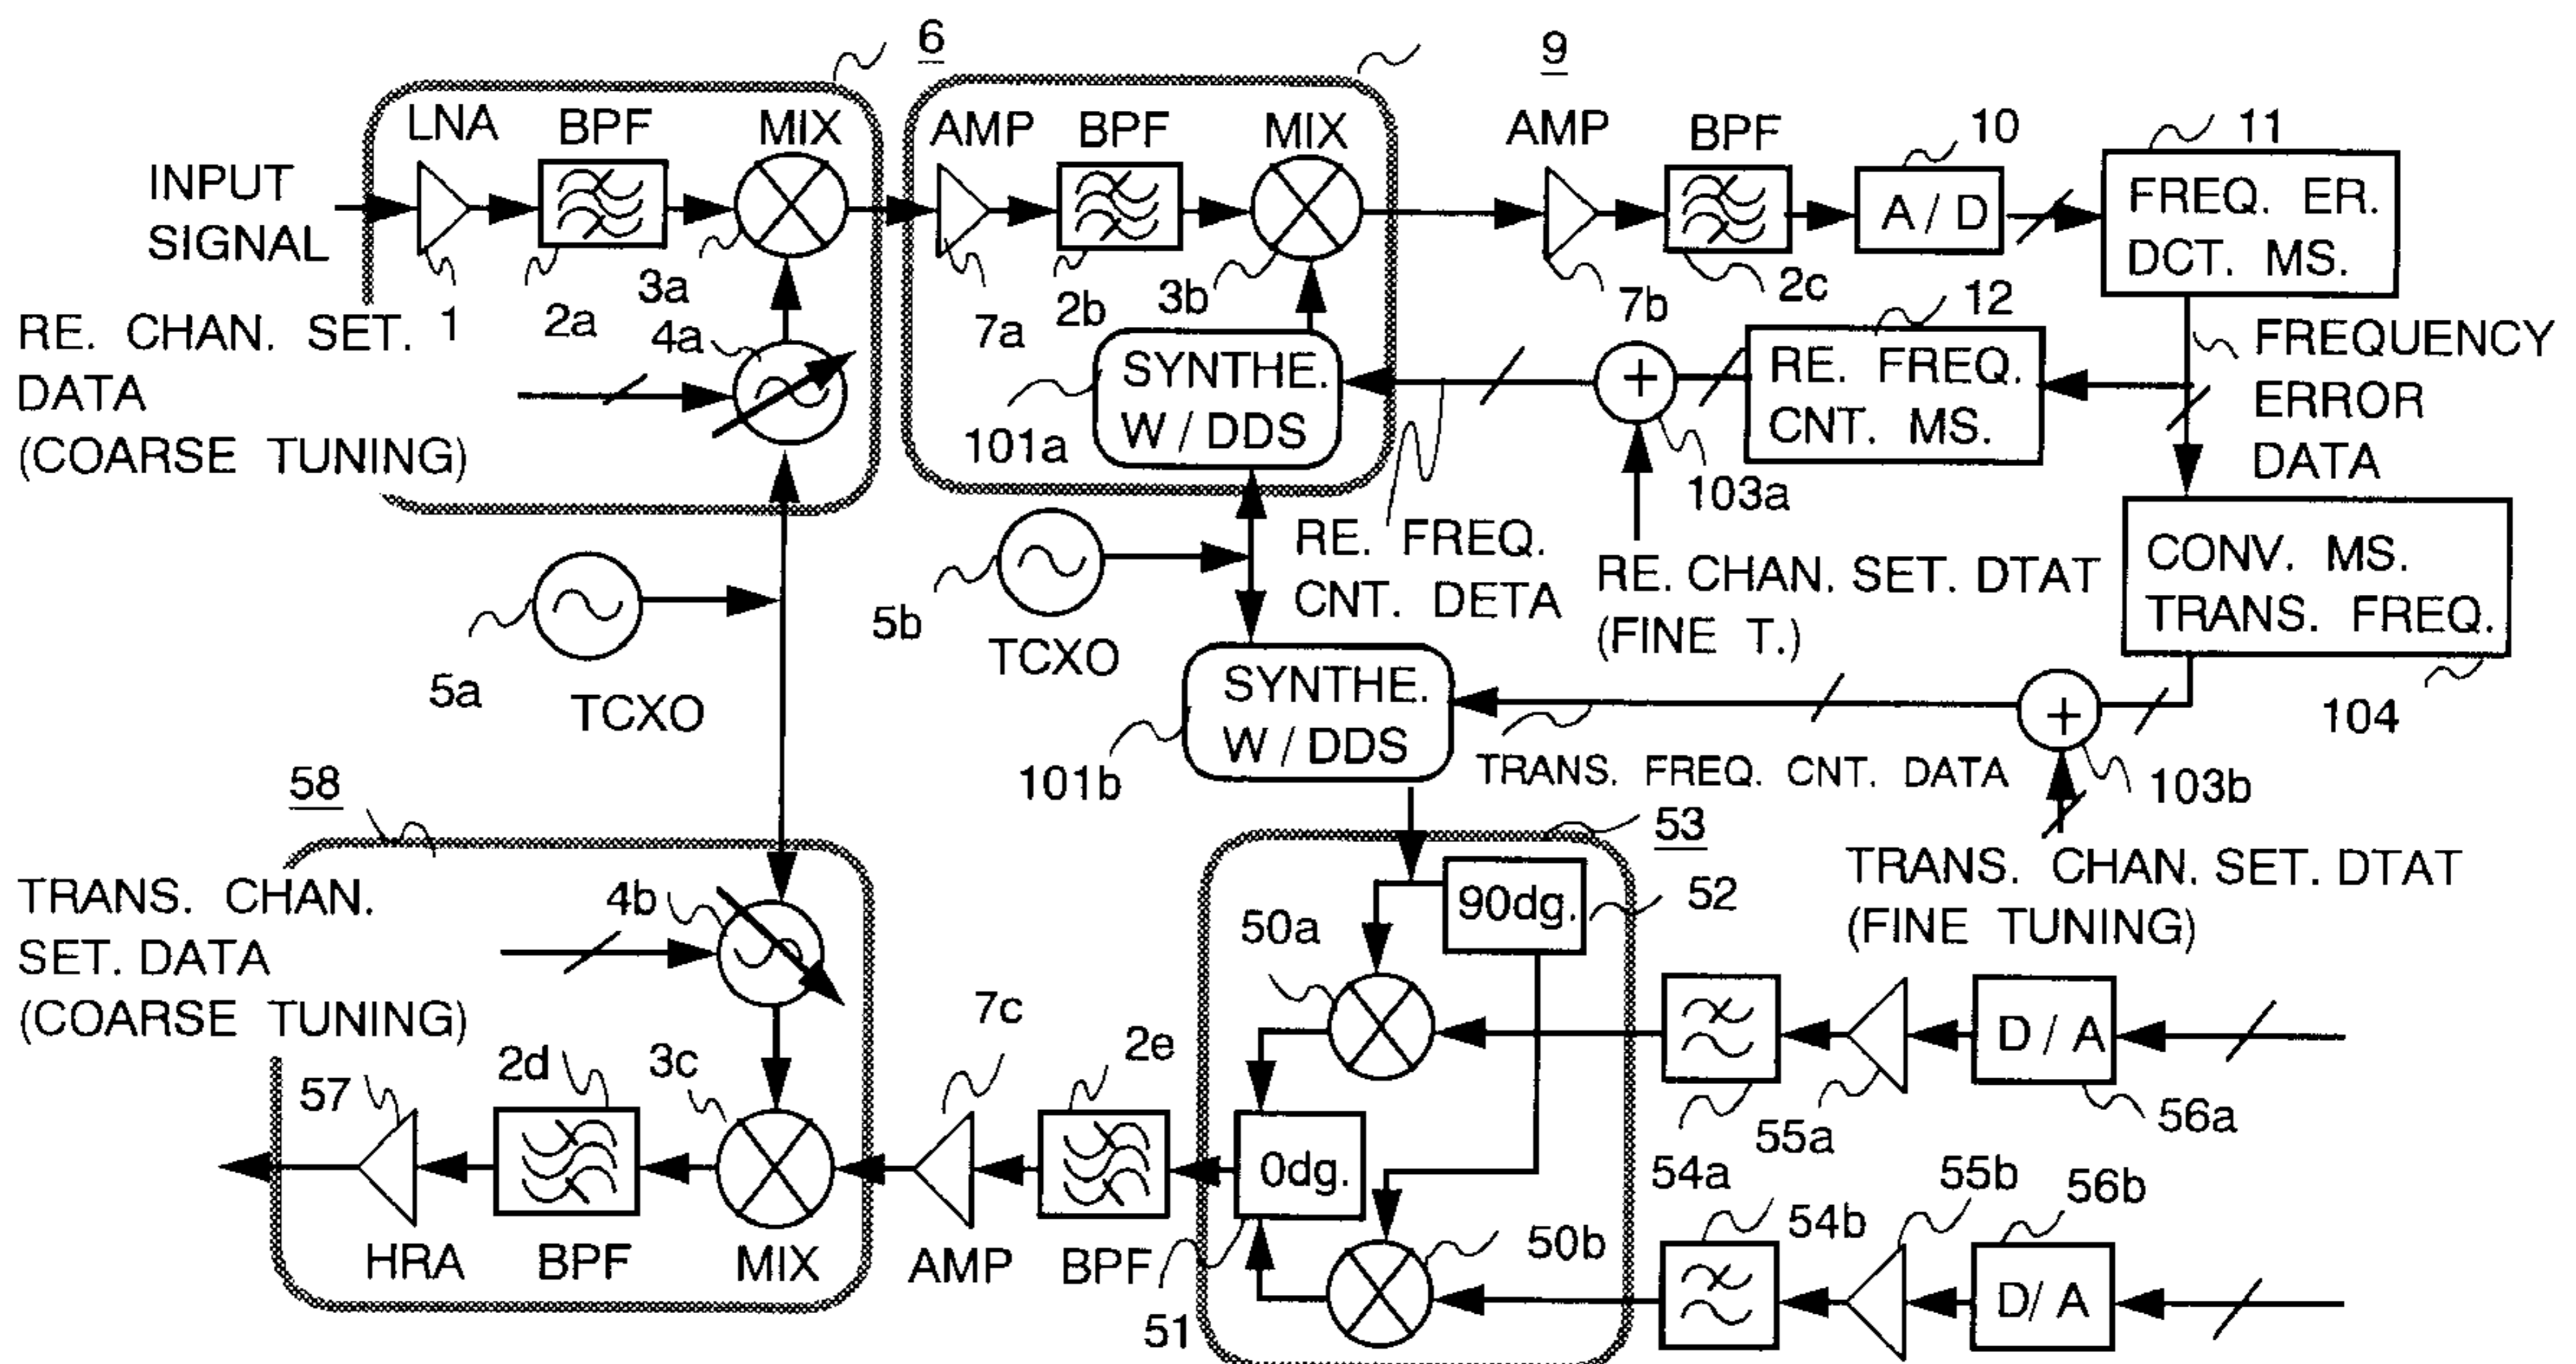 6
9
LNA
BPF
MIX
AMP
BPF
MIX
AMP
BPF
10
11
INPUT
SIGNAL
A / D
FREQ. ER.
DCT. MS.
1
2a
3a
7a
2b
3b
7b
2c
12
RE. CHAN. SET.
DATA
(COARSE TUNING)
4a
101a
SYNTHE.
W / DDS
+
103a
RE. FREQ.
CNT. MS.
FREQUENCY
ERROR
DATA
5a
TCXO
5b
TCXO
RE. FREQ.
CNT. DETA
RE. CHAN. SET. DTAT
(FINE T.)
CONV. MS.
TRANS. FREQ.
104
101b
SYNTHE.
W / DDS
TRANS. FREQ. CNT. DATA
+
103b
TRANS. CHAN. SET. DTAT
(FINE TUNING)
58
53
TRANS. CHAN.
SET. DATA
(COARSE TUNING)
4b
50a
90dg.
52
57
2d
3c
7c
2e
D / A
54a
55a
56a
0dg.
HRA
BPF
MIX
AMP
BPF
51
50b
54b
55b
56b
D/ A